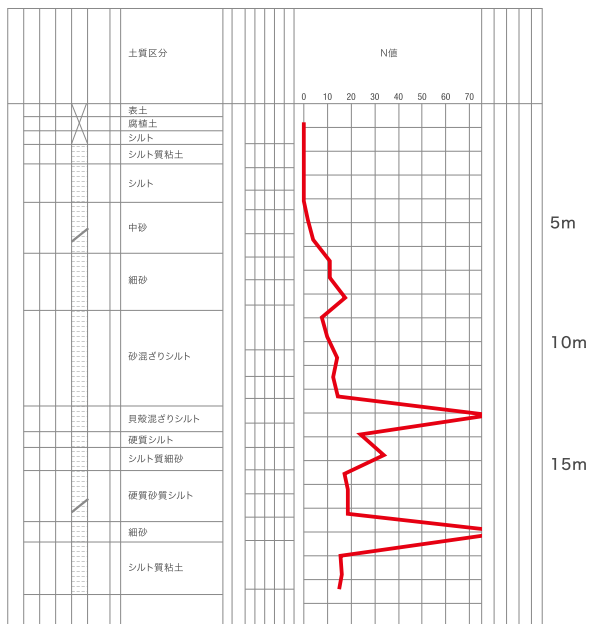 土質区分
N値
0 10 20 30 40 50 60 70
表土
腐植土
シルト
シルト質粘土
シルト
中砂
5m
細砂
10m
砂混ざりシルト
貝殻混ざりシルト
硬質シルト
シルト質細砂
15m
硬質砂質シルト
細砂
シルト質粘土